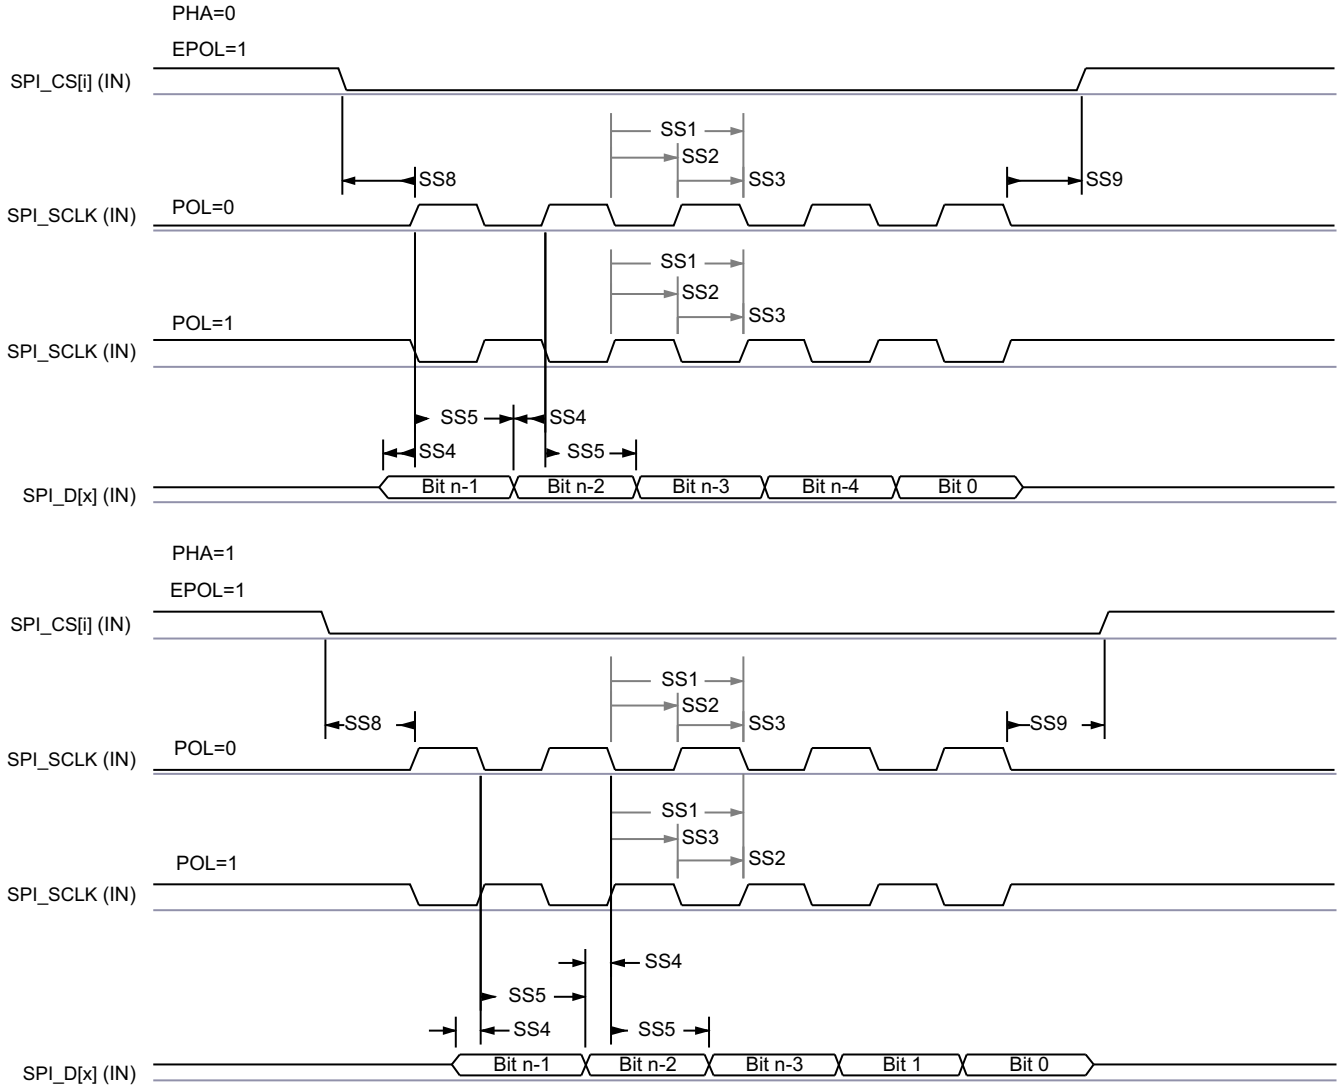 PHA=0
EPOL=1
SPI_CS[i] (IN)
SS1
SS2
SS8
SS3
SS9
POL=0
SPI_SCLK (IN)
SS1
SS2
SS3
POL=1
SPI_SCLK (IN)
SS5
SS4
SS4
SS5
SPI_D[x] (IN)
Bit n-1
Bit n-2
Bit n-3
Bit n-4
Bit 0
PHA=1
EPOL=1
SPI_CS[i] (IN)
SS1
SS2
SS8
SS3
SS9
POL=0
SPI_SCLK (IN)
SS1
SS3
SS2
POL=1
SPI_SCLK (IN)
SS4
SS5
SS4
SS5
SPI_D[x] (IN)
Bit n-1
Bit n-2
Bit n-3
Bit 1
Bit 0